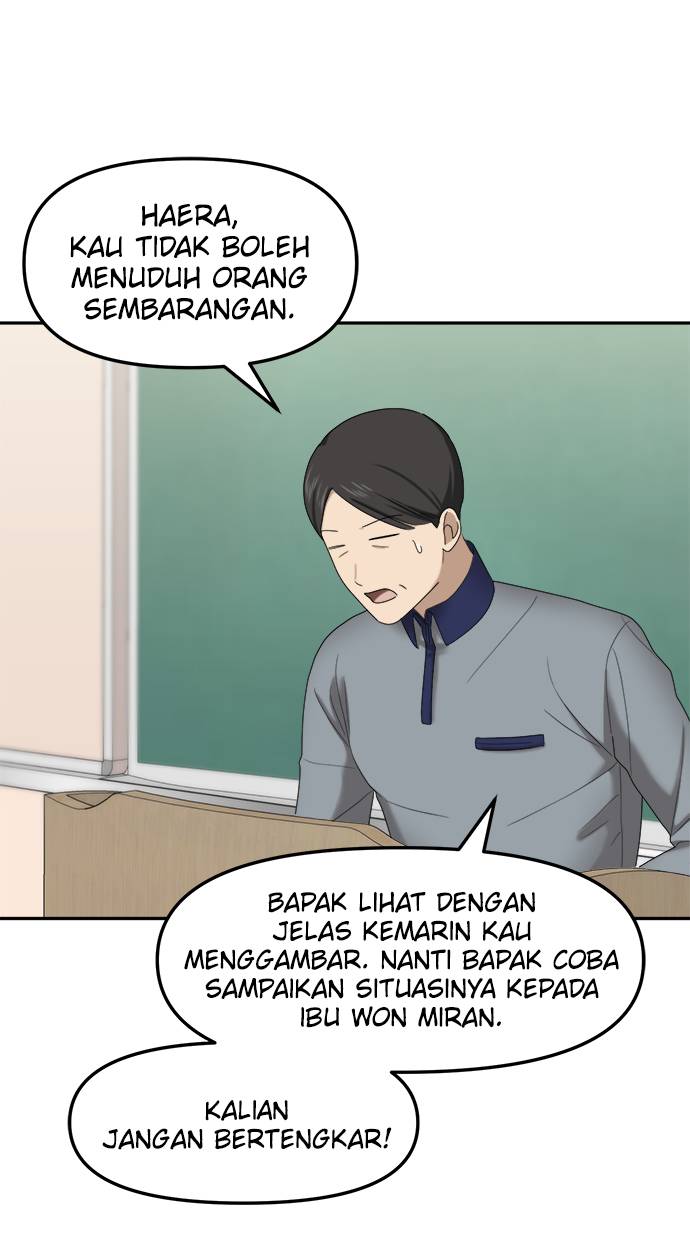 HAERA,
KAU TIDAK BOLEH
MENUDUH ORANG
SEMBARANGAN.
BAPAK LIHAT DENGAN
JELAS KEMARIN KAU
MENGGAMBAR. NANTI BAPAK COBA
SAMPAIKAN SITUASINYA KEPADA
IBU WON MIRAN.
KALIAN
JANGAN BERTENGKAR!